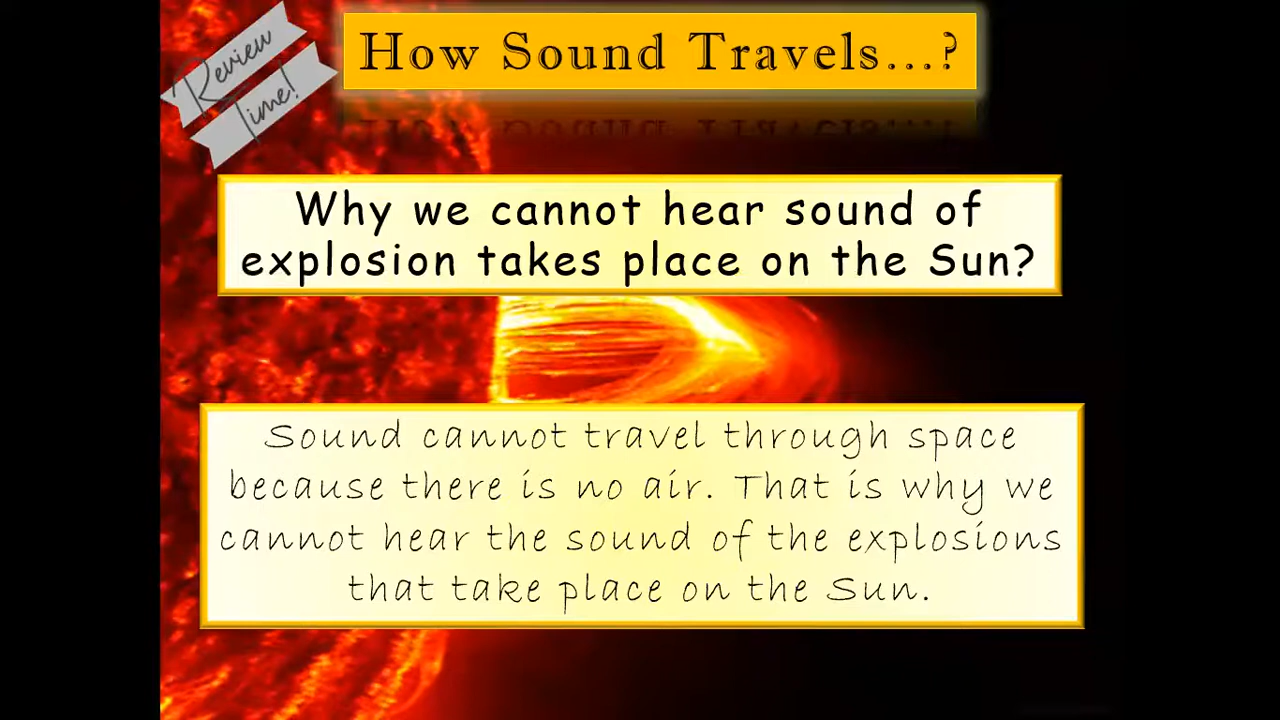 Review
Time!
How Sound Travels...?
Why we cannot hear sound of
explosion takes place on the Sun?
Sound cannot travel through space
because there is no air. That is why we
cannot hear the sound of the explosions
that take place on the Sun.